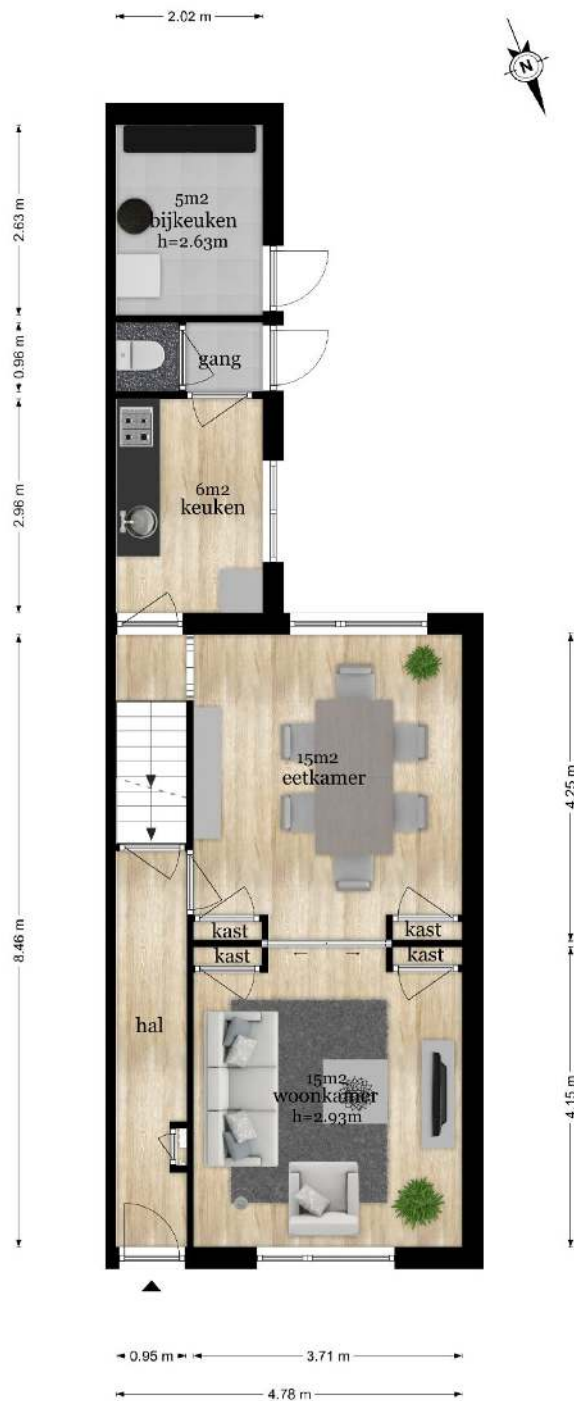 2.02 m
N
2.63 m
5m2
bijkeuken
h=2.63m
0.96 m
gang
2.96 m
6m2
keuken
8.46 m
4.25 m
15m2
eetkamer
kast
kast
kast
kast
hal
4.15 m
15m2
woonkamer
h=2.93m
0.95 m
3.71 m
4.78 m